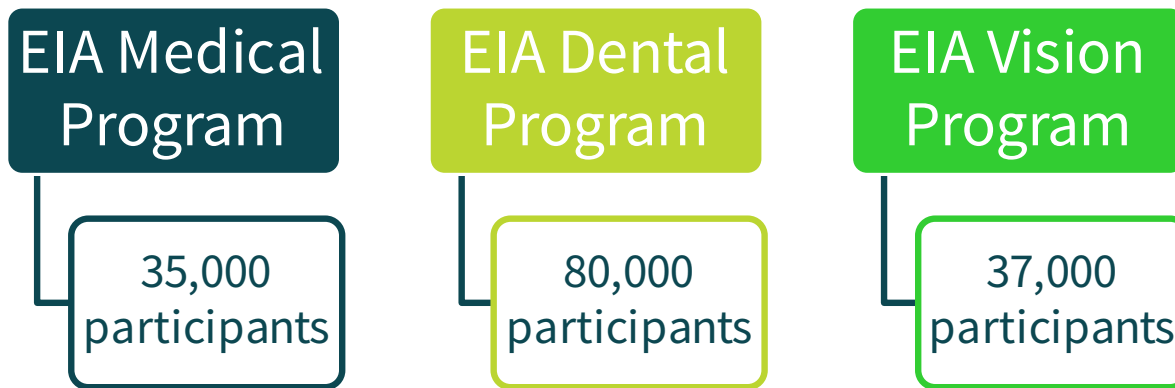 EIA Medical
Program
35,000
participants
EIA Dental
Program
80,000
participants
EIA Vision
Program
37,000
participants